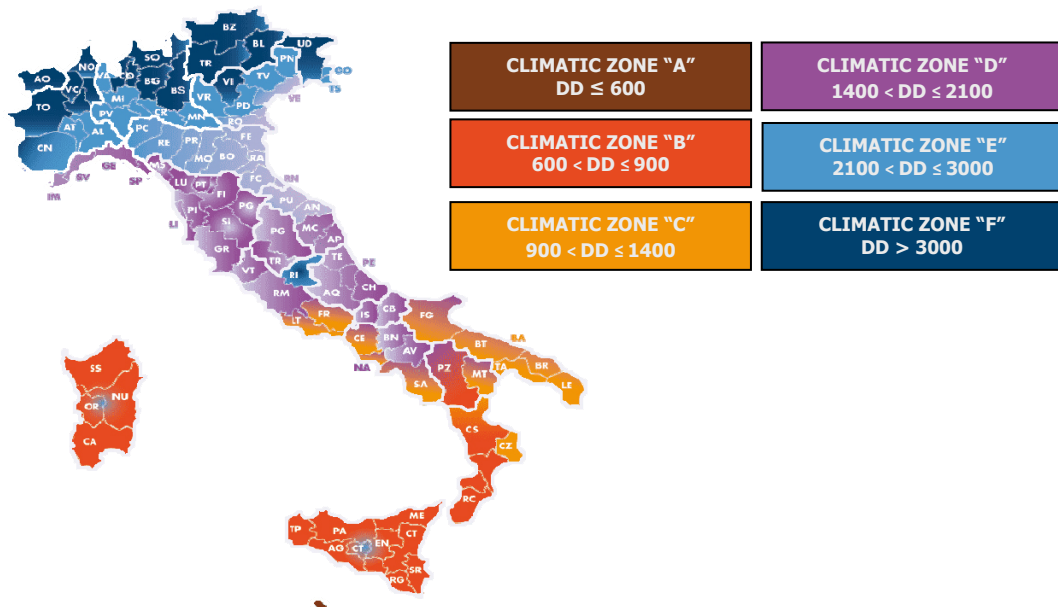 BZ
BL
UD
SO
NO
VA
CO
TR
PN
GO
AO
VC
BG
BS
VI
TV
TS
TO
MI
VR
PD
VE
PV
CR
MN
RO
AT
AL
PC
CN
RE
PR
MO
BO
FE
RA
GE
SV
SP
MS
IM
FC
RN
LU
PT
FI
PU
AN
PI
PG
MC
LI
SI
PG
AP
GR
TR
TE
VT
RI
PE
RM
AQ
CH
LT
FR
IS
CB
FG
CE
BN
BA
BT
NA
AV
PZ
MT
TA
BR
SA
LE
SS
OR
NU
CA
CS
CZ
RC
ME
TP
PA
CT
AG
CT
EN
SR
RG
CLIMATIC ZONE “A”
DD ≤ 600
CLIMATIC ZONE “D”
1400 < DD ≤ 2100
CLIMATIC ZONE “B”
600 < DD ≤ 900
CLIMATIC ZONE “E”
2100 < DD ≤ 3000
CLIMATIC ZONE “C”
900 < DD ≤ 1400
CLIMATIC ZONE “F”
DD > 3000